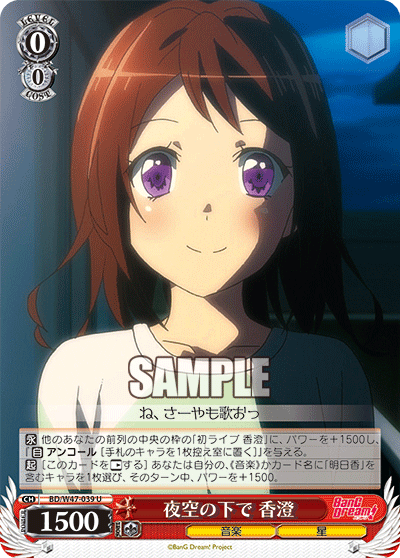 LEVEL
0
0
COST
SAMPLE
ね、さーやも歌おっ
永 他のあなたの前列の中央の枠の「初ライブ 香澄」に、パワーを＋1500し、
『自 アンコール ［手札のキャラを1枚控え室に置く］』を与える。
起 ［このカードを する］ あなたは自分の、《音楽》かカード名に「明日香」を
含むキャラを1枚選び、そのターン中、パワーを＋1500。
CH BD/W47-039 U
1500
夜空の下で 香澄
音楽
星
BanG Dream!
©BanG Dream! Project